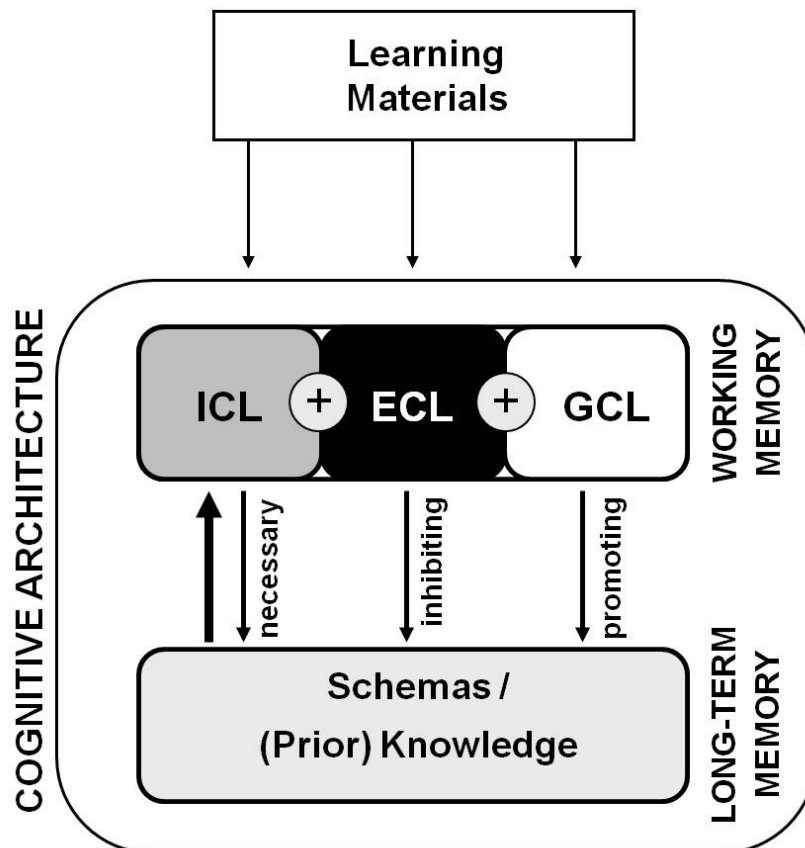 Learning
Materials
COGNITIVE ARCHITECTURE
ICL
+
ECL
+
GCL
WORKING
MEMORY
necessary
inhibiting
promoting
Schemas /
(Prior) Knowledge
LONG-TERM
MEMORY